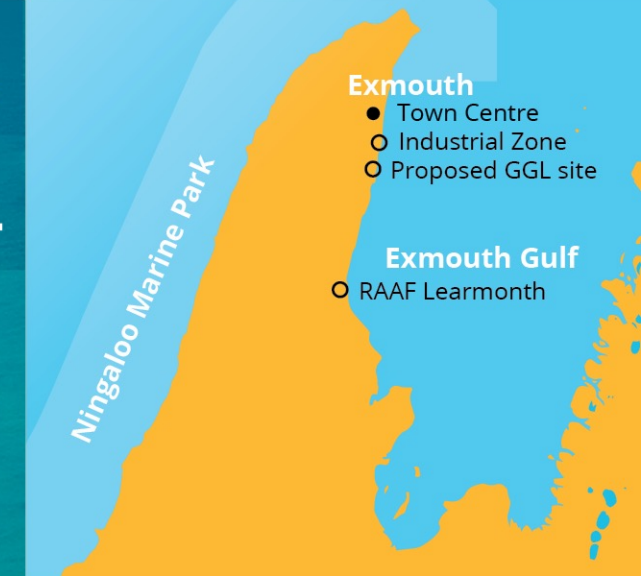 Exmouth
Town Centre
Industrial Zone
Proposed GGL site
Ningaloo Marine Park
Exmouth Gulf
RAAF Learmonth